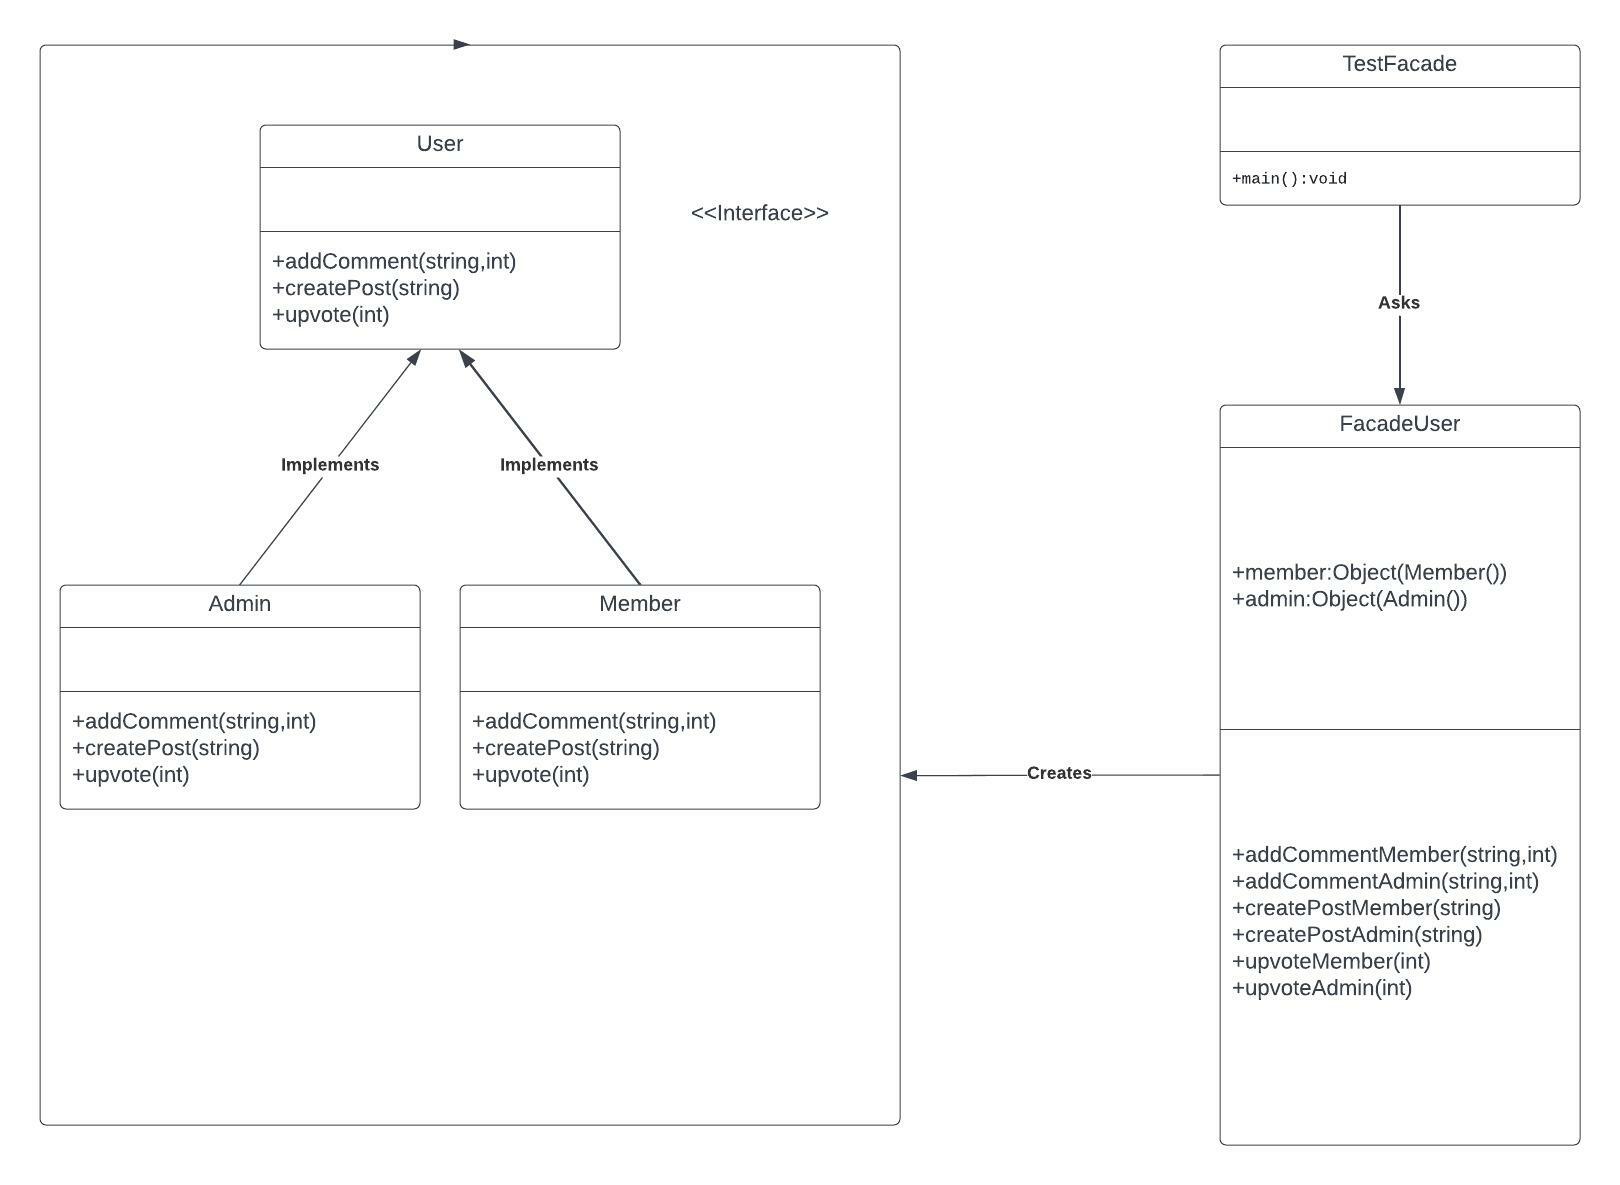 User
<<Interface>>
+addComment(string,int)
+createPost(string)
+upvote(int)
Implements
Implements
Admin
+addComment(string,int)
+createPost(string)
+upvote(int)
Member
+addComment(string,int)
+createPost(string)
+upvote(int)
TestFacade
+main():void
Asks
FacadeUser
+member:Object(Member())
+admin:Object(Admin())
Creates
+addCommentMember(string,int)
+addCommentAdmin(string,int)
+createPostMember(string)
+createPostAdmin(string)
+upvoteMember(int)
+upvoteAdmin(int)